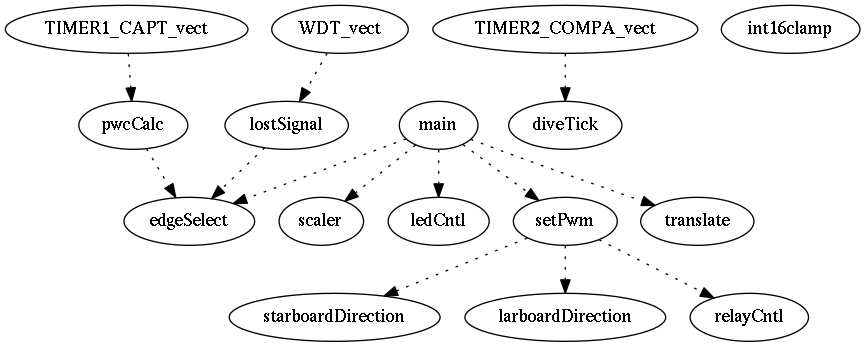 TIMER1_CAPT_vect
WDT_vect
TIMER2_COMPA_vect
int16clamp
pwcCalc
lostSignal
main
diveTick
edgeSelect
scaler
ledCntl
setPwm
translate
starboardDirection
larboardDirection
relayCntl